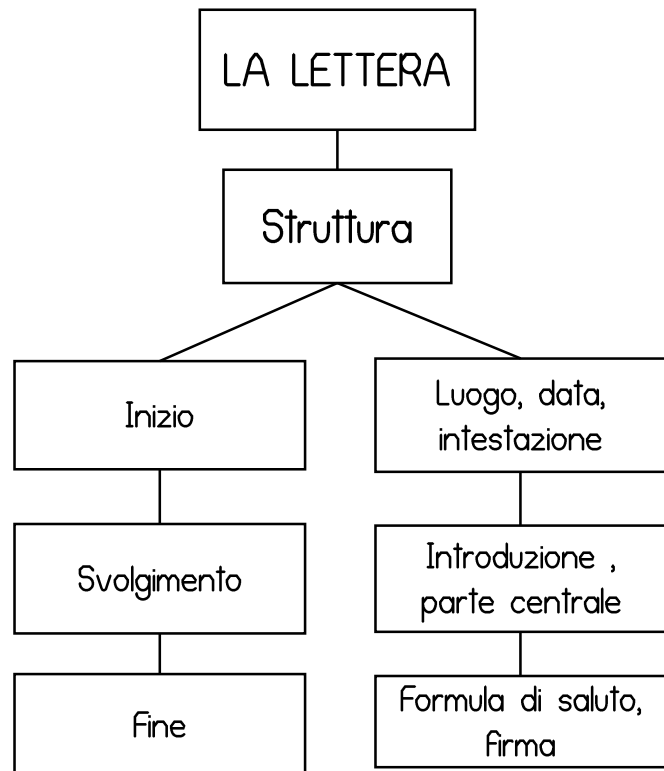 LA LETTERA
Struttura
Inizio
Luogo, data,
intestazione
Svolgimento
Introduzione ,
parte centrale
Fine
Formula di saluto,
firma